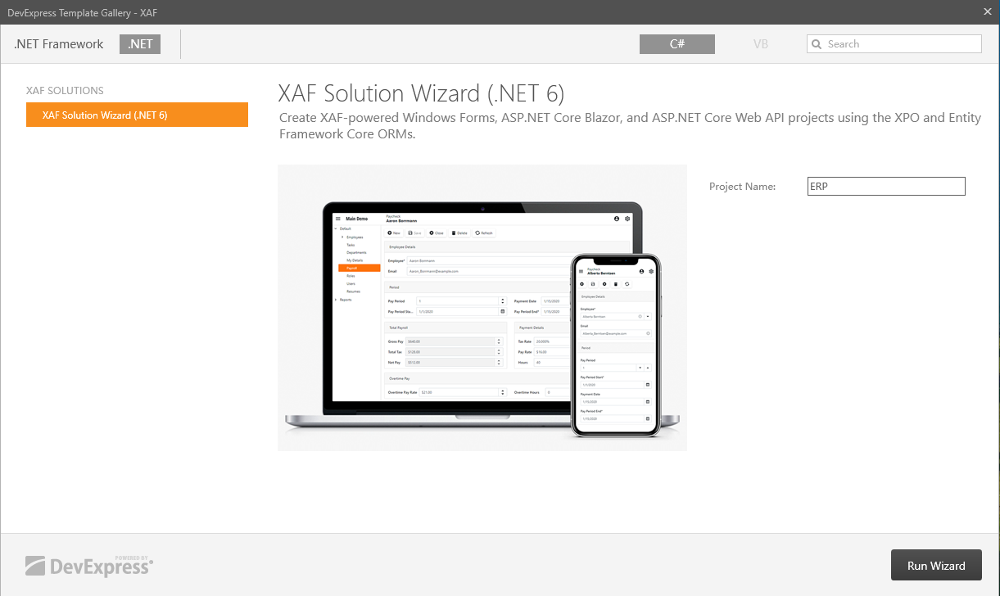 DevExpress Template Gallery - XAF
.NET Framework
.NET
C#
VB
Search
XAF SOLUTIONS
XAF Solution Wizard (.NET 6)
XAF Solution Wizard (.NET 6)
Create XAF-powered Windows Forms, ASP.NET Core Blazor, and ASP.NET Core Web API projects using the XPO and Entity
Framework Core ORMs.
Project Name:
ERP
Main Demo
Paycheck
Aaron Borrmann
Default
Employees
Tasks
Departments
My Details
Payroll
Roles
Users
Resumes
Reports
New
Save
Close
Delete
Refresh
Employee Details
Employee*
Aaron Borrmann
Email
Aaron_Borrmann@example.com
Period
Pay Period
1
Payment Date
1/15/2020
Pay Period Sta...
1/1/2020
Pay Period End*
1/15/2020
Total Payroll
Payment Details
Gross Pay
$640.00
Tax Rate
20.000%
Total Tax
$128.00
Pay Rate
$16.00
Net Pay
$512.00
Hours
40
Overtime Pay
Overtime Pay Rate
$21.00
Overtime Hours
0
Paycheck
Alberta Berntsen
Employee Details
Employee*
Alberta Berntsen
Email
Alberta_Berntsen@example.com
Period
Pay Period
1
Pay Period Start*
1/1/2020
Payment Date
1/15/2020
Pay Period End*
1/15/2020
POWERED BY
DevExpress
Run Wizard